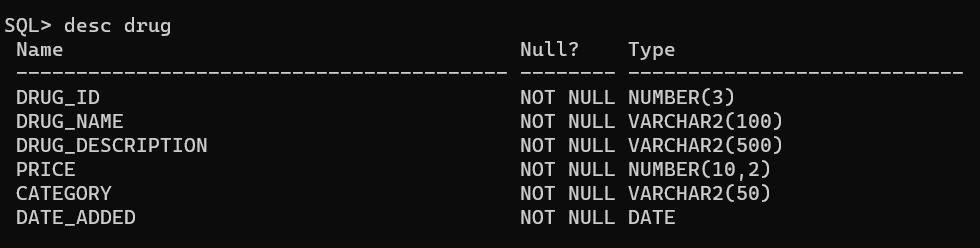 SQL> desc drug
Name                                      Null?    Type
----------------------------------------- -------- ----------------------------
DRUG_ID                                   NOT NULL NUMBER(3)
DRUG_NAME                                 NOT NULL VARCHAR2(100)
DRUG_DESCRIPTION                          NOT NULL VARCHAR2(500)
PRICE                                     NOT NULL NUMBER(10,2)
CATEGORY                                  NOT NULL VARCHAR2(50)
DATE_ADDED                                NOT NULL DATE